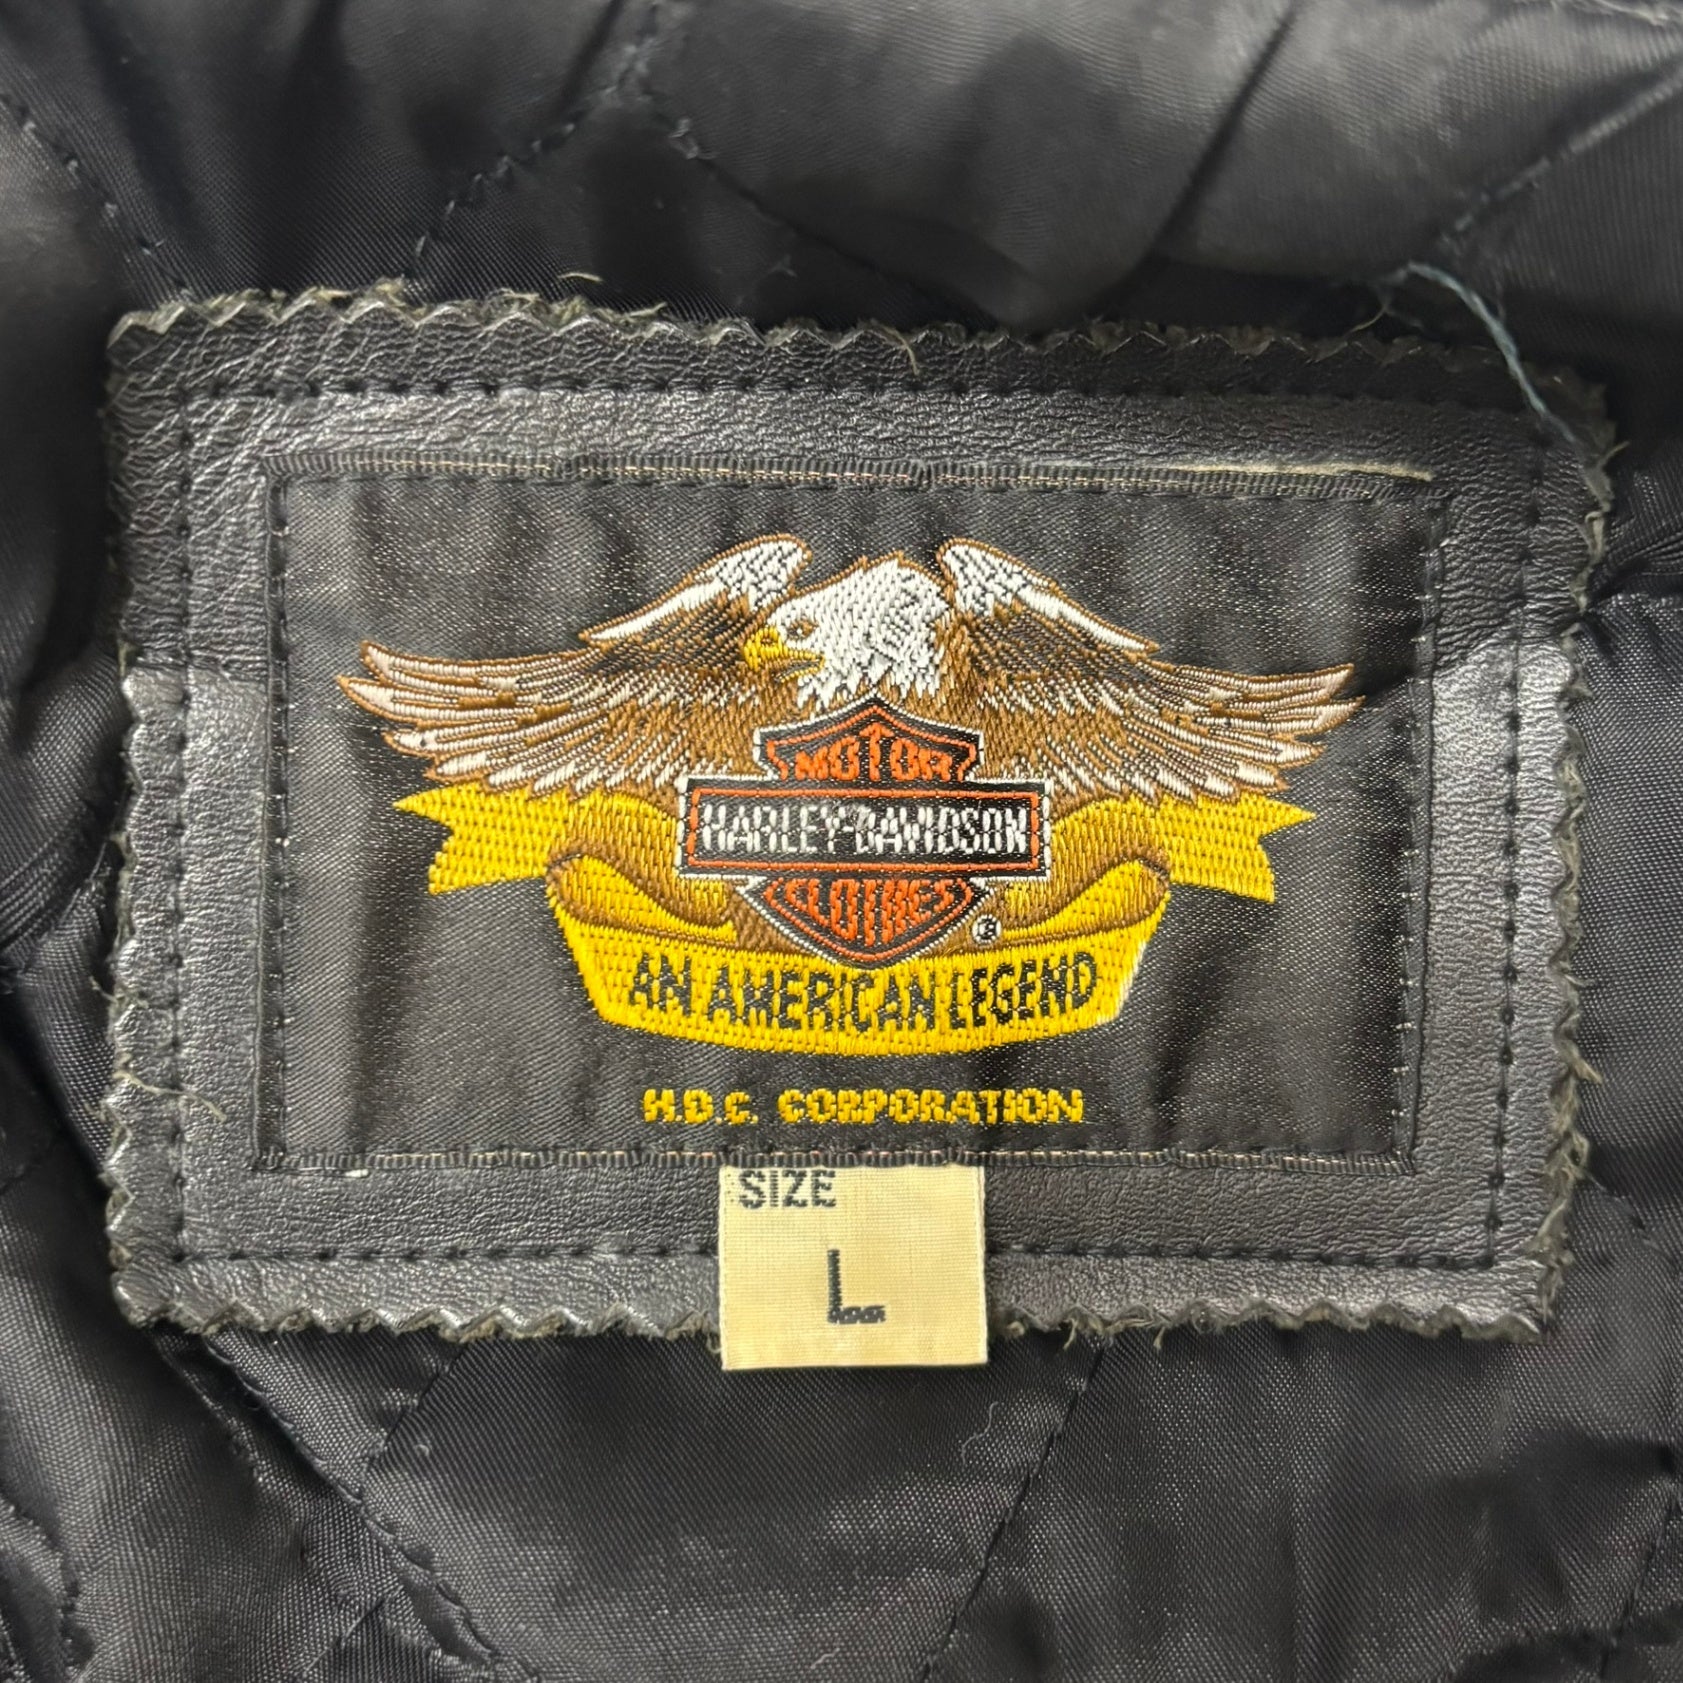 MOTOR
HARLEY-DAVIDSON
CLOTHES
®
AN AMERICAN LEGEND
H.D.C. CORPORATION
SIZE
L